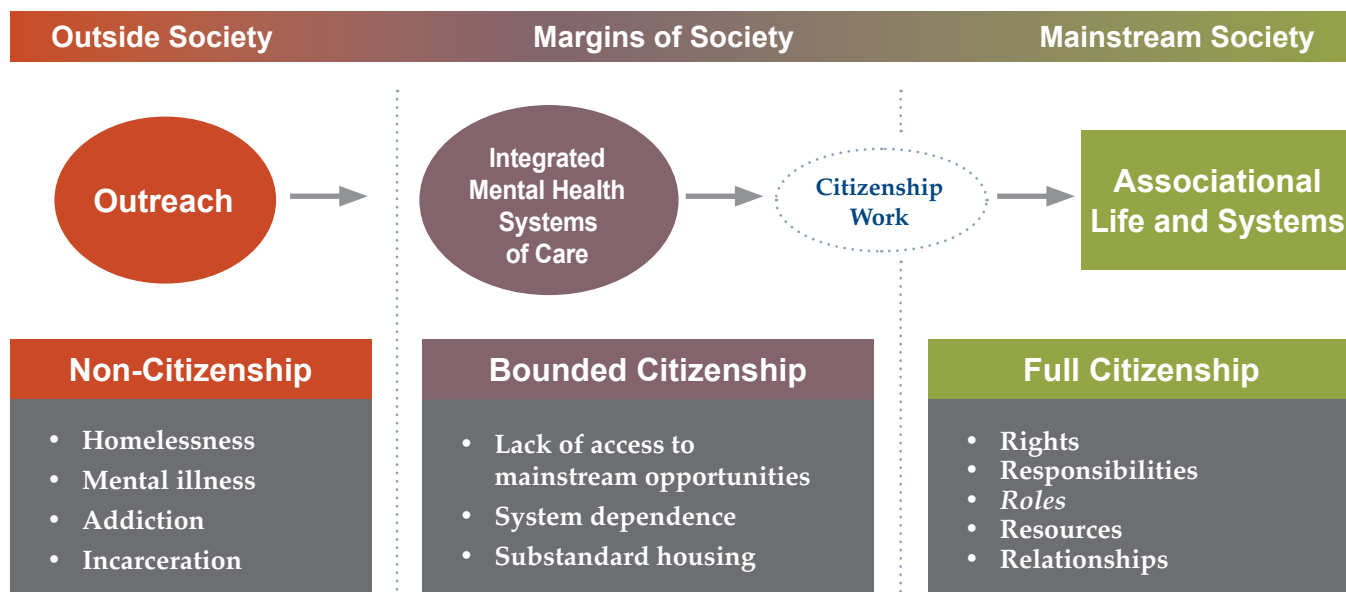 Outside Society
Margins of Society
Mainstream Society
Outreach
Integrated
Mental Health
Systems
of Care
Citizenship
Work
Associational
Life and Systems
Non-Citizenship
• Homelessness
• Mental illness
• Addiction
• Incarceration
Bounded Citizenship
• Lack of access to
mainstream opportunities
• System dependence
• Substandard housing
Full Citizenship
• Rights
• Responsibilities
• Roles
• Resources
• Relationships